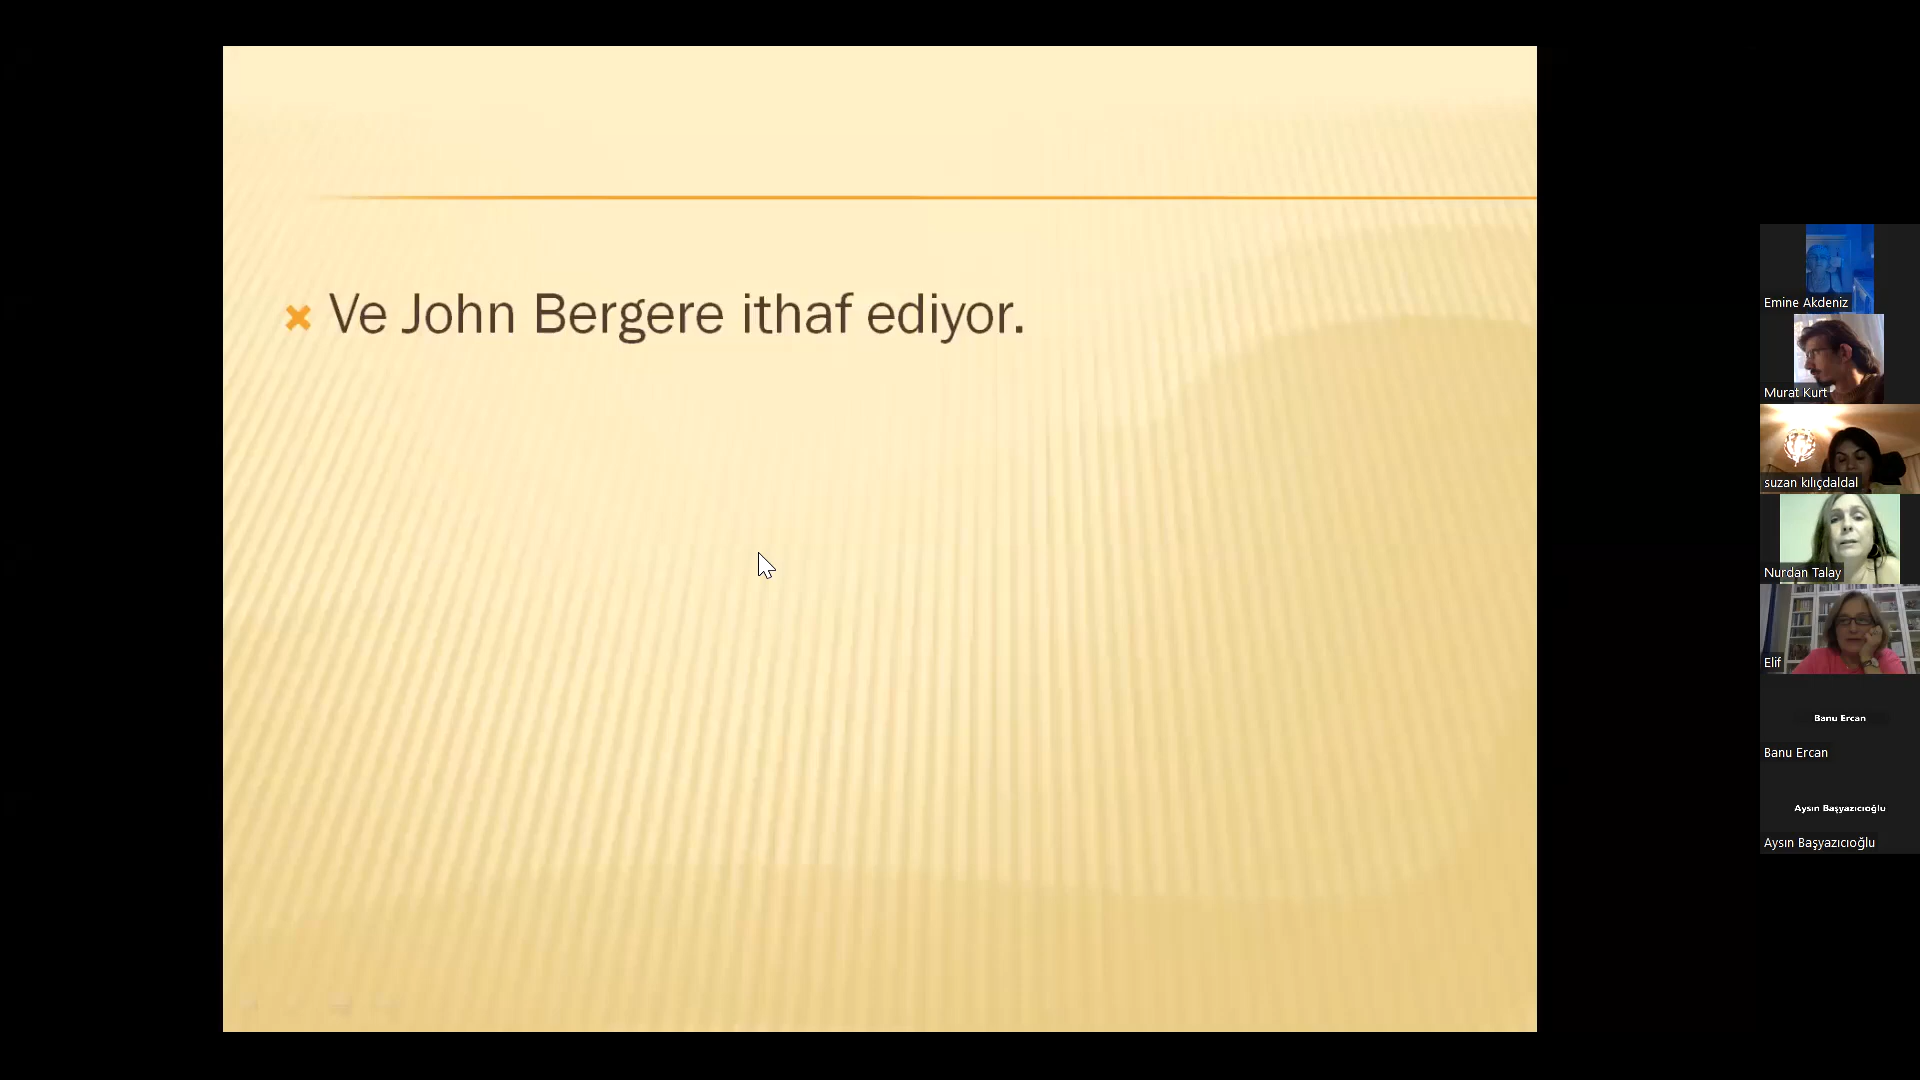 Ve John Bergere ithaf ediyor.
Emine Akdeniz
Murat Kurt
suzan kılıçdaldal
Nurdan Talay
Elif
Banu Ercan
Banu Ercan
Aysın Başyazıcıoğlu
Aysın Başyazıcıoğlu